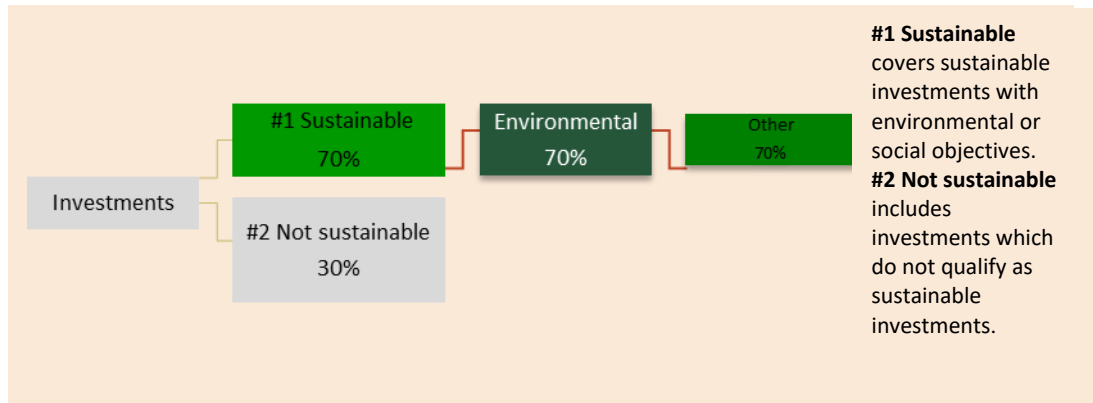 Investments
#1 Sustainable
70%
#2 Not sustainable
30%
Environmental
70%
Other
70%
#1 Sustainable
covers sustainable
investments with
environmental or
social objectives.
#2 Not sustainable
includes
investments which
do not qualify as
sustainable
investments.